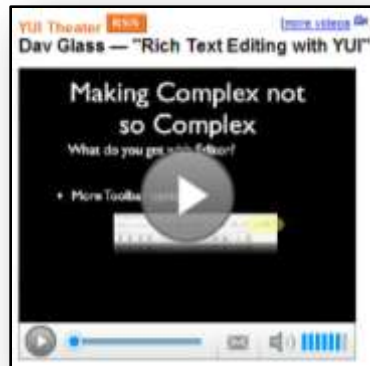 YUI Theater RSS [more videos
Dav Glass — "Rich Text Editing with YUI"
Making Complex not
so Complex
What do you get with Editor?
• More Toolbar